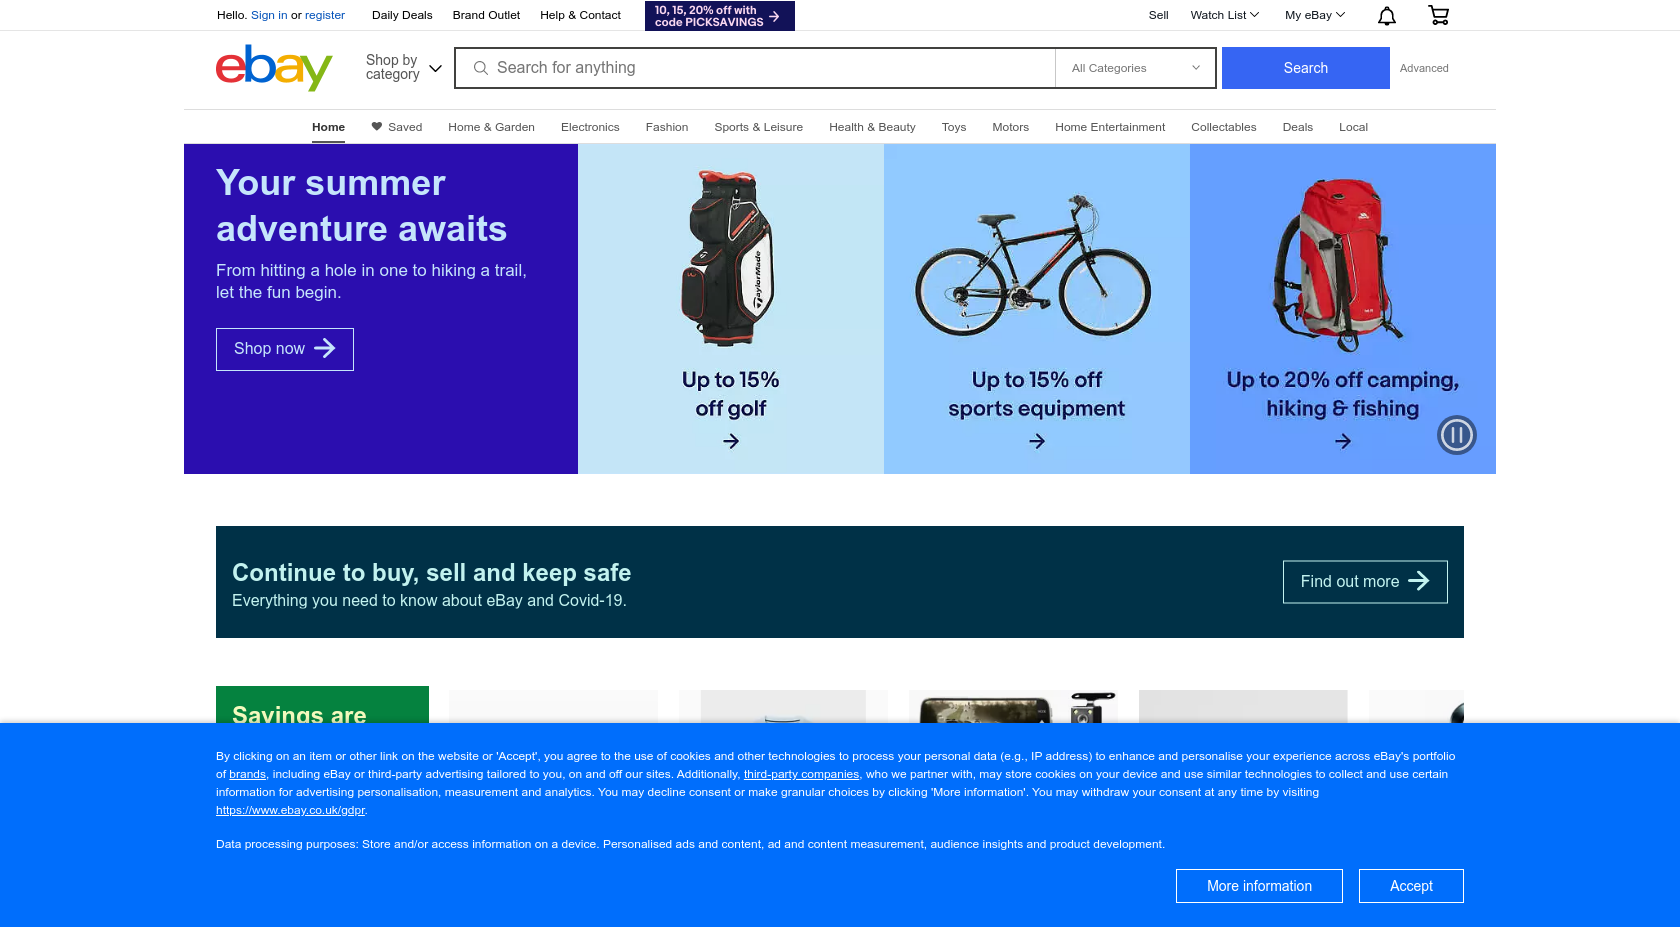 Hello. Sign in or register
Daily Deals
Brand Outlet
Help & Contact
10, 15, 20% off with
code PICKSAVINGS
Sell
Watch List
My eBay
ebay
Shop by
category
Search for anything
All Categories
Search
Advanced
Home
Saved
Home & Garden
Electronics
Fashion
Sports & Leisure
Health & Beauty
Toys
Motors
Home Entertainment
Collectables
Deals
Local
Your summer
adventure awaits
From hitting a hole in one to hiking a trail,
let the fun begin.
Shop now
TaylorMade
Up to 15%
off golf
Up to 15% off
sports equipment
Up to 20% off camping,
hiking & fishing
Continue to buy, sell and keep safe
Everything you need to know about eBay and Covid-19.
Find out more
Savings are
By clicking on an item or other link on the website or 'Accept', you agree to the use of cookies and other technologies to process your personal data (e.g., IP address) to enhance and personalise your experience across eBay's portfolio
of brands, including eBay or third-party advertising tailored to you, on and off our sites. Additionally, third-party companies, who we partner with, may store cookies on your device and use similar technologies to collect and use certain
information for advertising personalisation, measurement and analytics. You may decline consent or make granular choices by clicking 'More information'. You may withdraw your consent at any time by visiting
https://www.ebay.co.uk/gdpr.
Data processing purposes: Store and/or access information on a device. Personalised ads and content, ad and content measurement, audience insights and product development.
More information
Accept